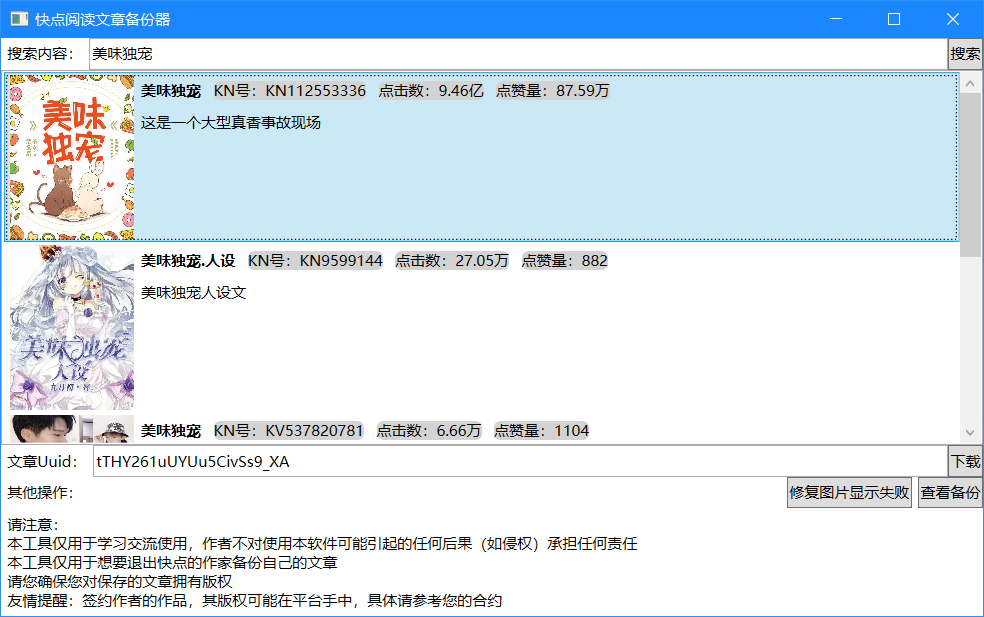 快点阅读文章备份器
搜索内容： 美味独宠 搜索
美味独宠 KN号：KN112553336 点击数：9.46亿 点赞量：87.59万
这是一个大型真香事故现场
美味
独宠
美味独宠.人设 KN号：KN9599144 点击数：27.05万 点赞量：882
美味独宠人设文
美味独宠
人设
美味独宠 KN号：KV537820781 点击数：6.66万 点赞量：1104
文章Uuid： tTHY261uUYUu5CivSs9_XA 下载
其他操作： 修复图片显示失败 查看备份
请注意：
本工具仅用于学习交流使用，作者不对使用本软件可能引起的任何后果（如侵权）承担任何责任
本工具仅用于想要退出快点的作家备份自己的文章
请您确保您对保存的文章拥有版权
友情提醒：签约作者的作品，其版权可能在平台手中，具体请参考您的合约